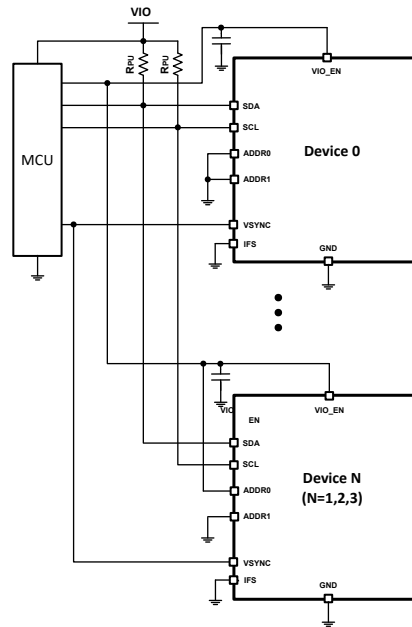 VIO
RPU
RPU
VIO_EN
MCU
SDA
SCL
ADDR0
Device 0
ADDR1
VSYNC
IFS
GND
VIO
VIO_EN
EN
SDA
SCL
Device N
ADDR0
(N=1,2,3)
ADDR1
VSYNC
IFS
GND